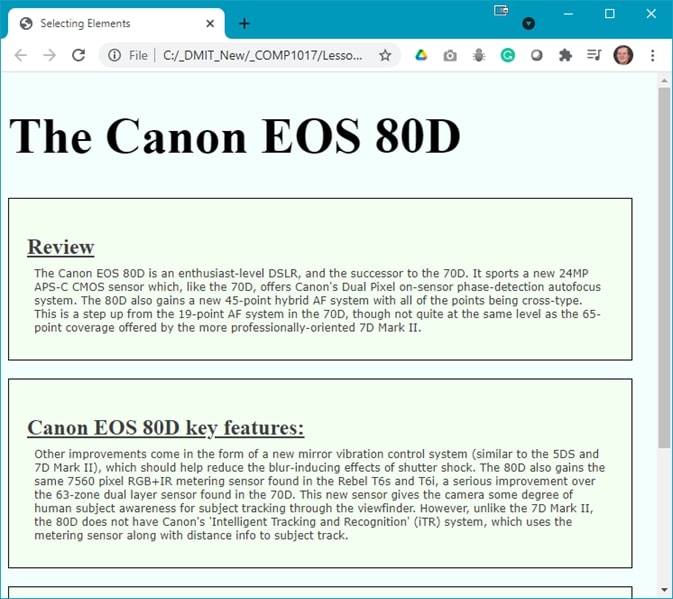 Selecting Elements
File | C:/_DMIT_New/_COMP1017/Lesso...
The Canon EOS 80D
Review
The Canon EOS 80D is an enthusiast-level DSLR, and the successor to the 70D. It sports a new 24MP
APS-C CMOS sensor which, like the 70D, offers Canon's Dual Pixel on-sensor phase-detection autofocus
system. The 80D also gains a new 45-point hybrid AF system with all of the points being cross-type.
This is a step up from the 19-point AF system in the 70D, though not quite at the same level as the 65-
point coverage offered by the more professionally-oriented 7D Mark II.
Canon EOS 80D key features:
Other improvements come in the form of a new mirror vibration control system (similar to the 5DS and
7D Mark II), which should help reduce the blur-inducing effects of shutter shock. The 80D also gains the
same 7560 pixel RGB+IR metering sensor found in the Rebel T6s and T6i, a serious improvement over
the 63-zone dual layer sensor found in the 70D. This new sensor gives the camera some degree of
human subject awareness for subject tracking through the viewfinder. However, unlike the 7D Mark II,
the 80D does not have Canon's 'Intelligent Tracking and Recognition' (iTR) system, which uses the
metering sensor along with distance info to subject track.